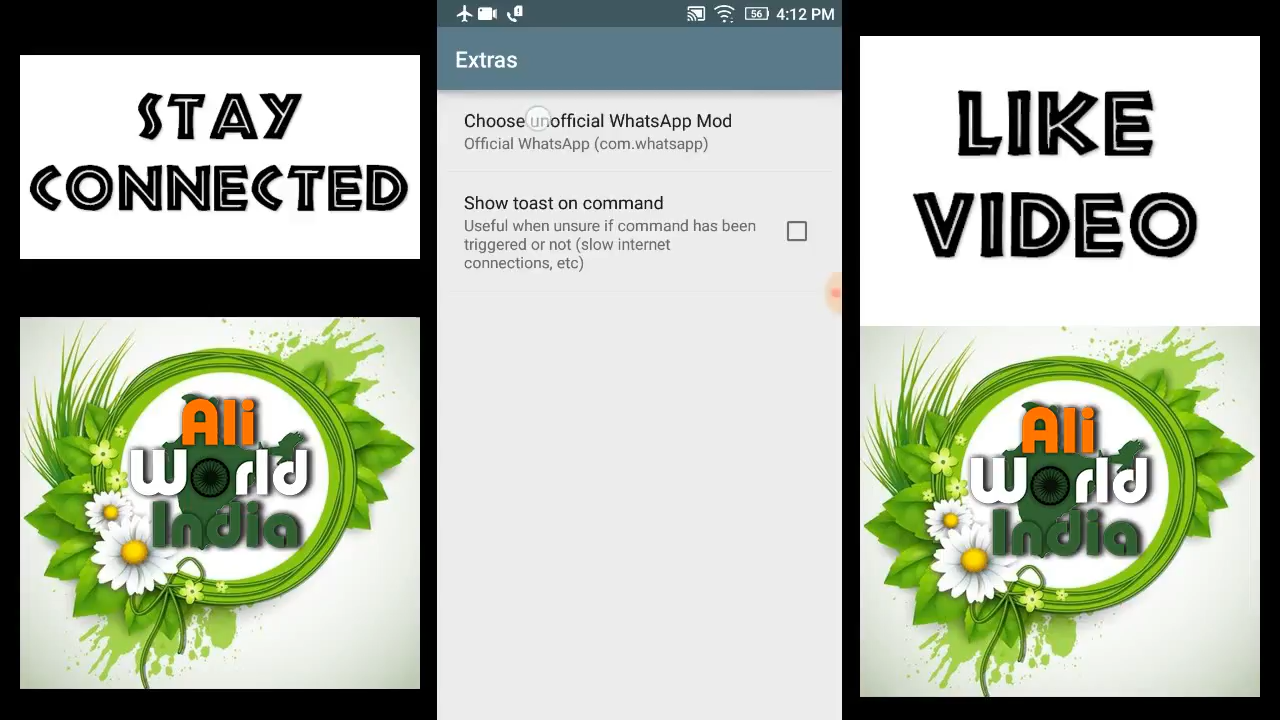 STAY
CONNECTED
Ali
World
India
56 4:12 PM
Extras
Choose unofficial WhatsApp Mod
Official WhatsApp (com.whatsapp)
Show toast on command
Useful when unsure if command has been
triggered or not (slow internet
connections, etc)
LIKE
VIDEO
Ali
World
India